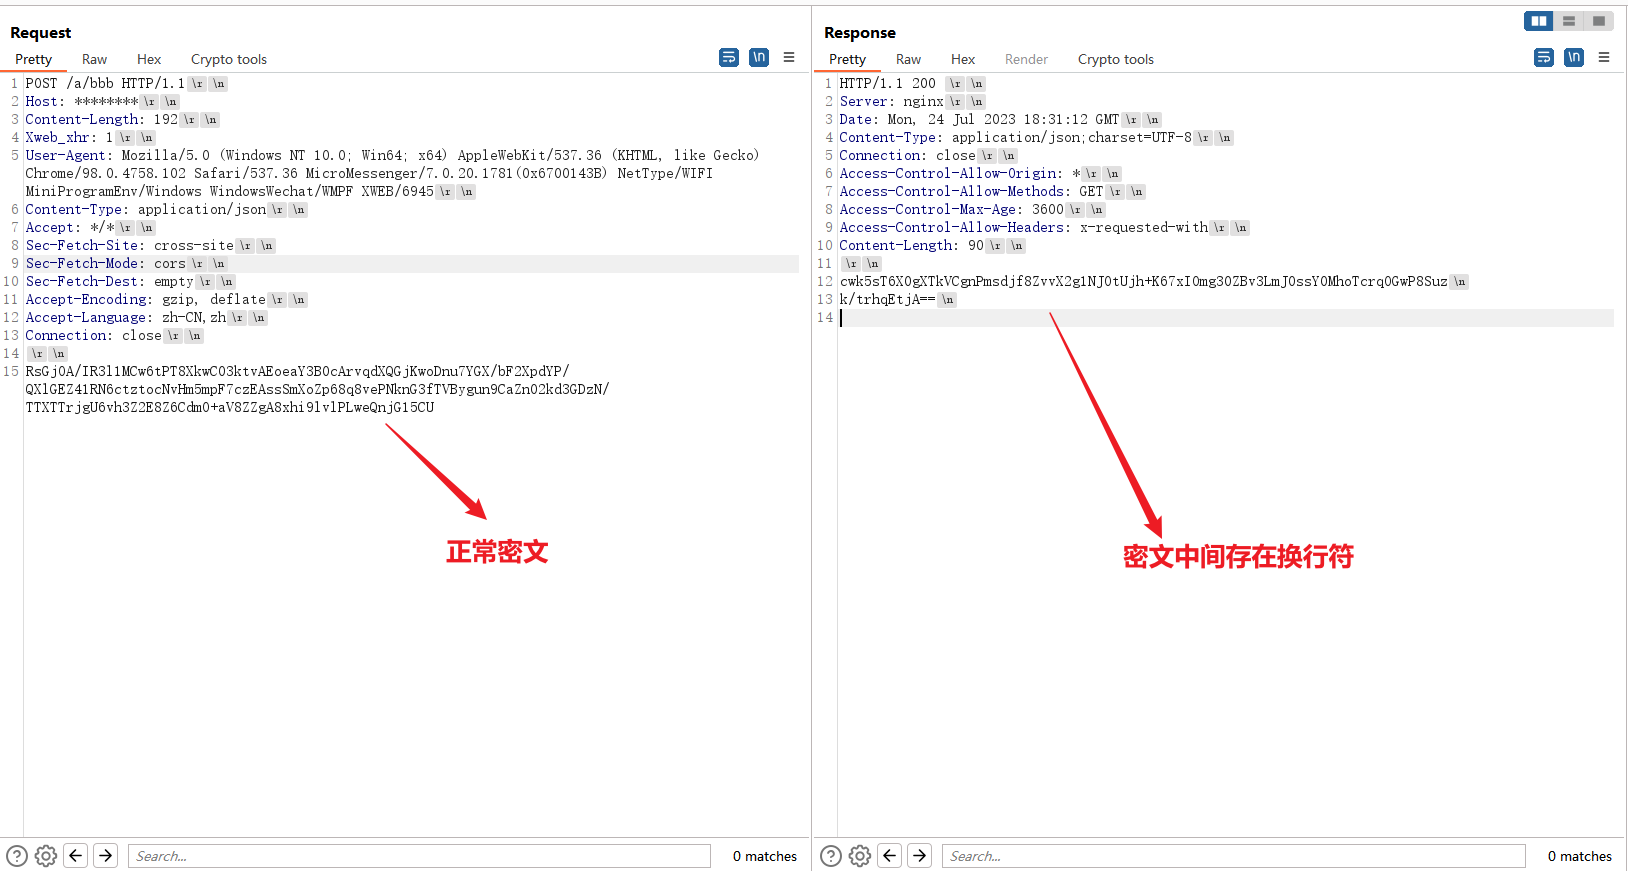 Request
Pretty Raw Hex Crypto tools \n
1 POST /a/bbb HTTP/1.1 \r \n
2 Host: ******** \r \n
3 Content-Length: 192 \r \n
4 Xweb_xhr: 1 \r \n
5 User-Agent: Mozilla/5.0 (Windows NT 10.0; Win64; x64) AppleWebKit/537.36 (KHTML, like Gecko)
Chrome/98.0.4758.102 Safari/537.36 MicroMessenger/7.0.20.1781(0x6700143B) NetType/WIFI
MiniProgramEnv/Windows WindowsWechat/WMPF XWEB/6945 \r \n
6 Content-Type: application/json \r \n
7 Accept: */* \r \n
8 Sec-Fetch-Site: cross-site \r \n
9 Sec-Fetch-Mode: cors \r \n
10 Sec-Fetch-Dest: empty \r \n
11 Accept-Encoding: gzip, deflate \r \n
12 Accept-Language: zh-CN,zh \r \n
13 Connection: close \r \n
14 \r \n
15 RsGj0A/IR3l1MCw6tPT8XkwC03ktvAEoeaY3B0cArvqdXQGjKwoDnu7YGX/bF2XpdYP/
QXlGEZ41RN6ctztocNvHm5mpF7czEAssSmXoZp68q8vePNknG3fTVBygun9CaZn02kd3GDzN/
TTXTTrjgU6vh3Z2E8Z6Cdm0+aV8ZZgA8xhi9lvlPLweQnjG15CU
正常密文
Search...
0 matches
Response
Pretty Raw Hex Render Crypto tools \n
1 HTTP/1.1 200 \r \n
2 Server: nginx \r \n
3 Date: Mon, 24 Jul 2023 18:31:12 GMT \r \n
4 Content-Type: application/json;charset=UTF-8 \r \n
5 Connection: close \r \n
6 Access-Control-Allow-Origin: * \r \n
7 Access-Control-Allow-Methods: GET \r \n
8 Access-Control-Max-Age: 3600 \r \n
9 Access-Control-Allow-Headers: x-requested-with \r \n
10 Content-Length: 90 \r \n
11 \r \n
12 cwk5sT6X0gXTkVCgnPmsdjf8ZvvX2g1NJ0tUjh+K67xI0mg30ZBv3LmJ0ssY0MhoTcrq0GwP8Suz \n
13 k/trhqEtjA== \n
14
密文中间存在换行符
Search...
0 matches